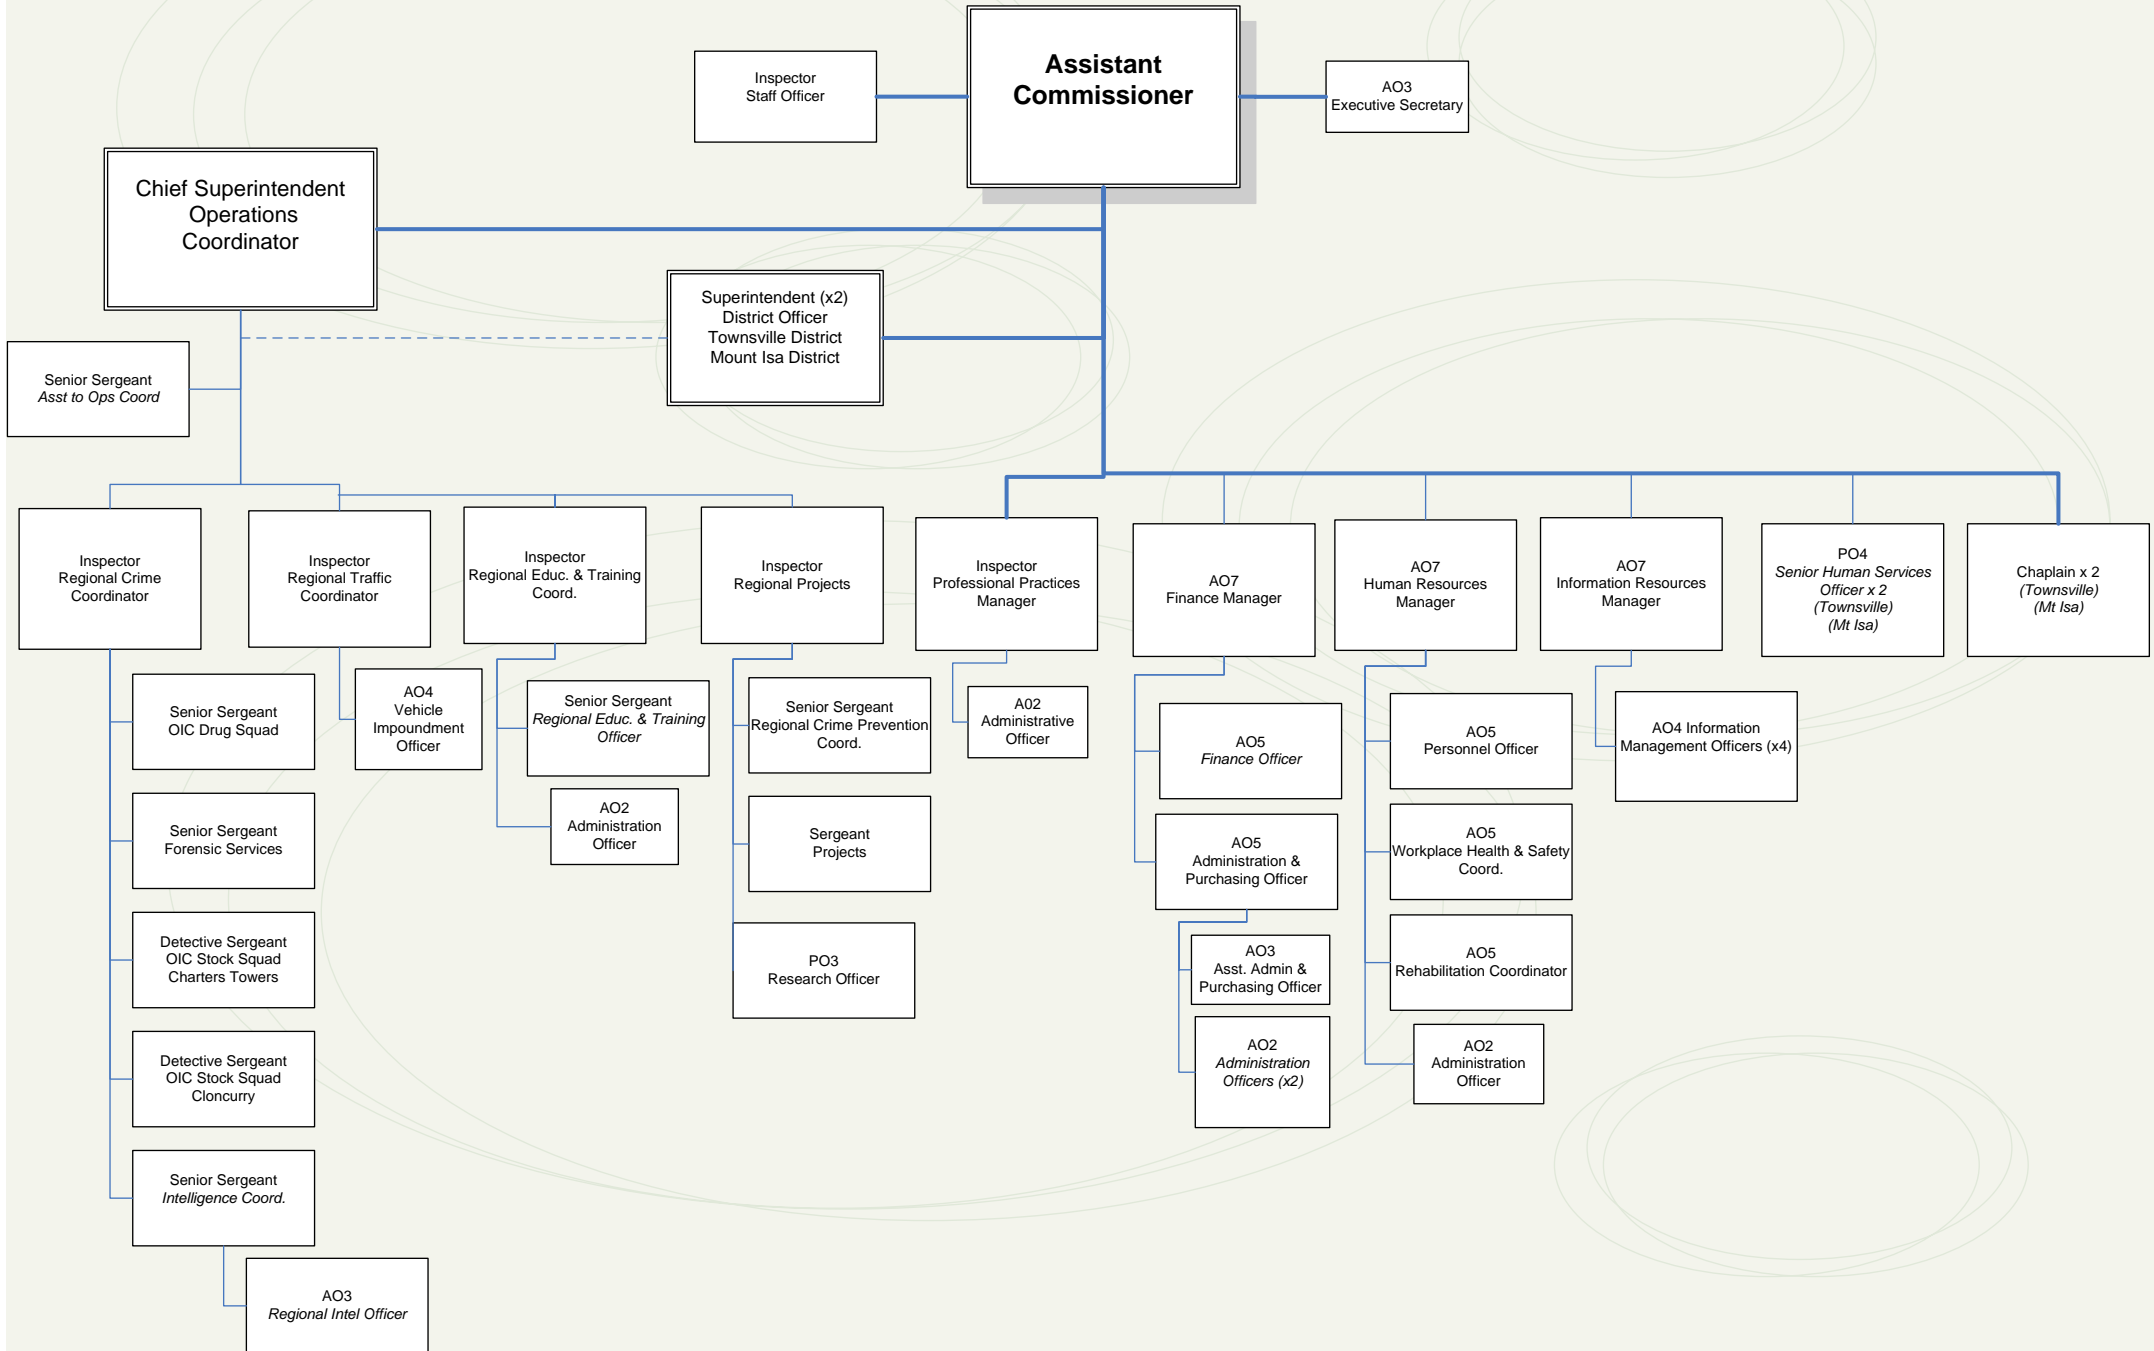 Assistant
Commissioner
Inspector
Staff Officer
AO3
Executive Secretary
Chief Superintendent
Operations
Coordinator
Superintendent (x2)
District Officer
Townsville District
Mount Isa District
Senior Sergeant
Asst to Ops Coord
Inspector
Regional Crime
Coordinator
Inspector
Regional Traffic
Coordinator
Inspector
Regional Educ. & Training
Coord.
Inspector
Regional Projects
Inspector
Professional Practices
Manager
AO7
Finance Manager
AO7
Human Resources
Manager
AO7
Information Resources
Manager
PO4
Senior Human Services
Officer x 2
(Townsville)
(Mt Isa)
Chaplain x 2
(Townsville)
(Mt Isa)
Senior Sergeant
OIC Drug Squad
Senior Sergeant
Forensic Services
Detective Sergeant
OIC Stock Squad
Charters Towers
Detective Sergeant
OIC Stock Squad
Cloncurry
Senior Sergeant
Intelligence Coord.
AO3
Regional Intel Officer
AO4
Vehicle
Impoundment
Officer
Senior Sergeant
Regional Educ. & Training
Officer
AO2
Administration
Officer
Senior Sergeant
Regional Crime Prevention
Coord.
Sergeant
Projects
PO3
Research Officer
A02
Administrative
Officer
AO5
Finance Officer
AO5
Administration &
Purchasing Officer
AO3
Asst. Admin &
Purchasing Officer
AO2
Administration
Officers (x2)
AO5
Personnel Officer
AO5
Workplace Health & Safety
Coord.
AO5
Rehabilitation Coordinator
AO2
Administration
Officer
AO4 Information
Management Officers (x4)